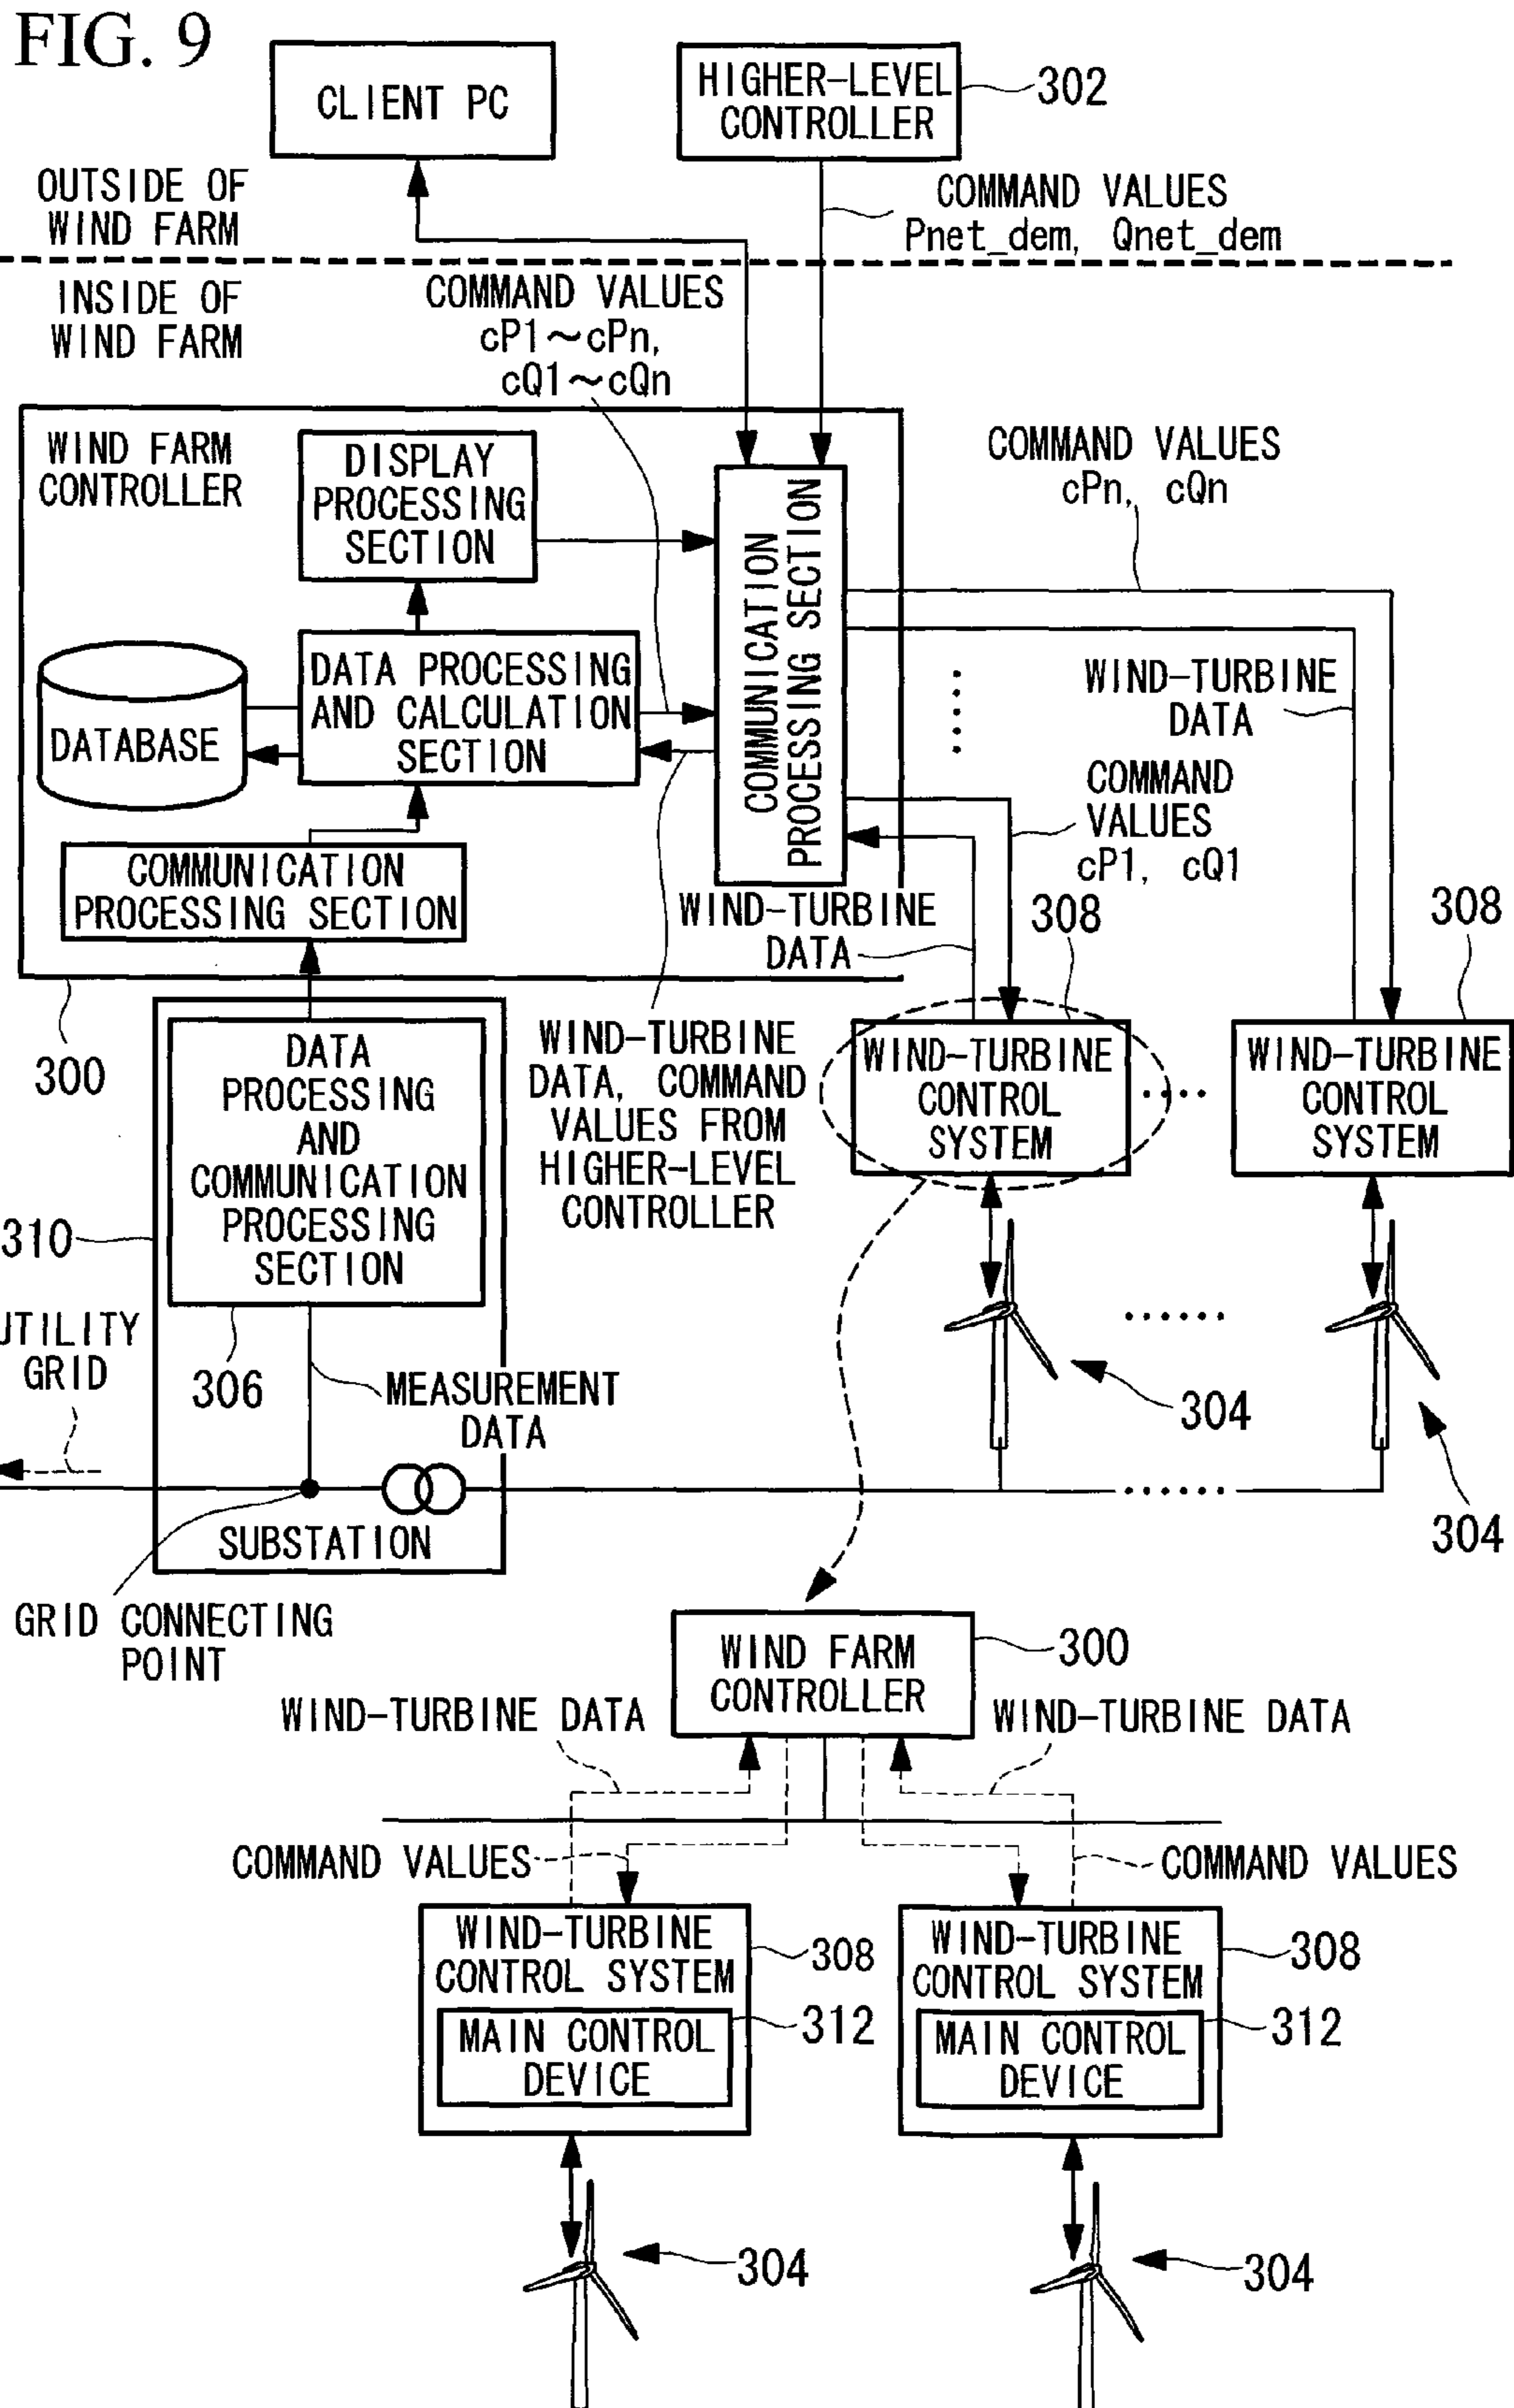 FIG. 9
CLIENT PC
HIGHER-LEVEL
CONTROLLER
302
OUTSIDE OF
WIND FARM
COMMAND VALUES
Pnet_dem, Qnet_dem
INSIDE OF
WIND FARM
COMMAND VALUES
cP1~cPn,
cQ1~cQn
WIND FARM
CONTROLLER
DISPLAY
PROCESSING
SECTION
COMMUNICATION
PROCESSING SECTION
COMMAND VALUES
cPn, cQn
DATABASE
DATA PROCESSING
AND CALCULATION
SECTION
WIND-TURBINE
DATA
COMMAND
VALUES
cP1, cQ1
COMMUNICATION
PROCESSING SECTION
WIND-TURBINE
DATA
308
308
300
DATA
PROCESSING
AND
COMMUNICATION
PROCESSING
SECTION
WIND-TURBINE
DATA, COMMAND
VALUES FROM
HIGHER-LEVEL
CONTROLLER
WIND-TURBINE
CONTROL
SYSTEM
WIND-TURBINE
CONTROL
SYSTEM
310
UTILITY
GRID
306
MEASUREMENT
DATA
304
304
SUBSTATION
GRID CONNECTING
POINT
WIND FARM
CONTROLLER
300
WIND-TURBINE DATA
WIND-TURBINE DATA
COMMAND VALUES
COMMAND VALUES
WIND-TURBINE
CONTROL SYSTEM
308
MAIN CONTROL
DEVICE
312
WIND-TURBINE
CONTROL SYSTEM
308
MAIN CONTROL
DEVICE
312
304
304